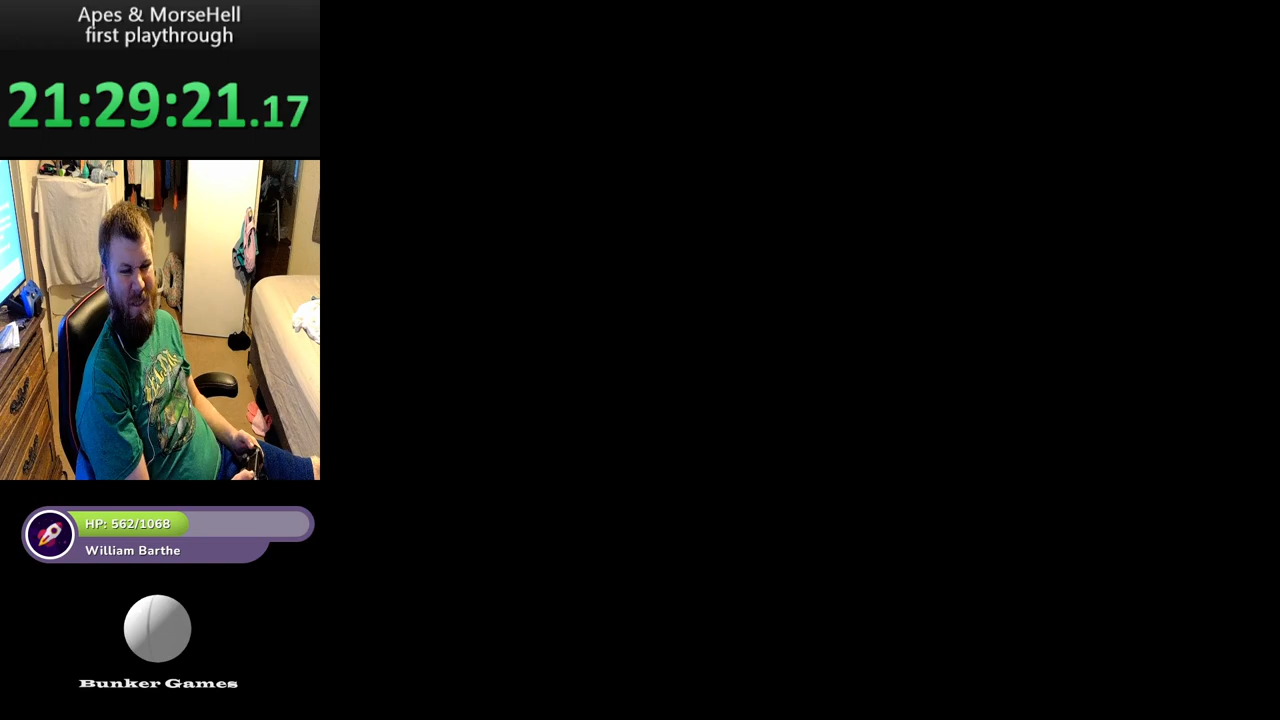 Apes & MorseHell
first playthrough
21:29:21.17
HP: 562/1068
William Barthe
Bunker Games